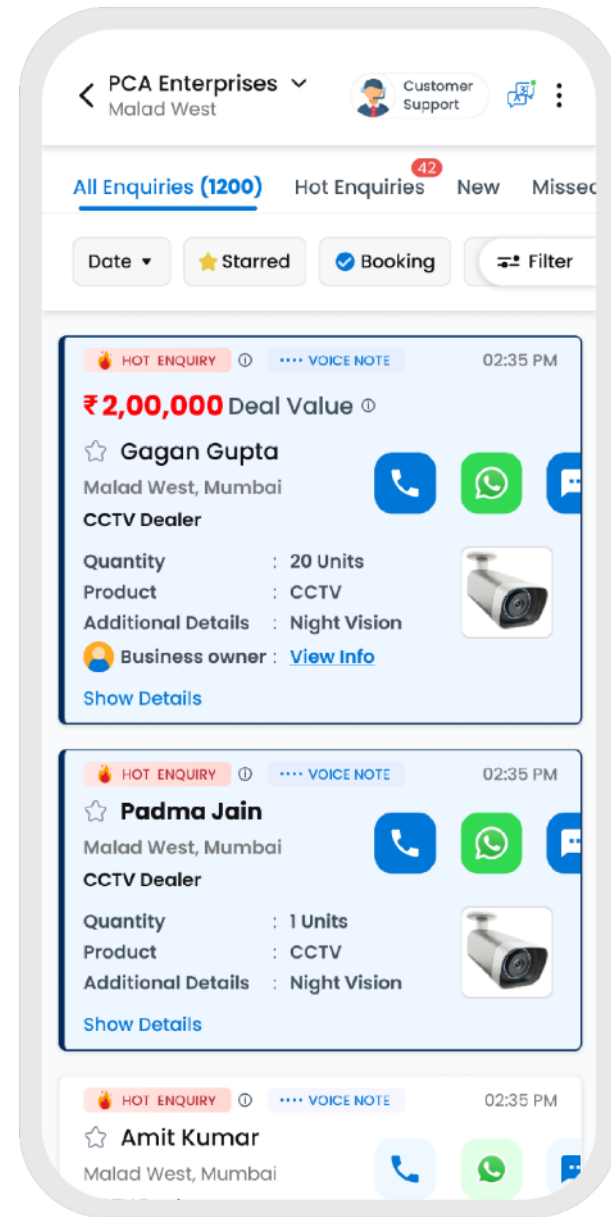 PCA Enterprises
Malad West
Customer
Support
All Enquiries (1200) Hot Enquiries 42 New Missed
Date Starred Booking Filter
HOT ENQUIRY VOICE NOTE 02:35 PM
₹2,00,000 Deal Value
Gagan Gupta
Malad West, Mumbai
CCTV Dealer
Quantity : 20 Units
Product : CCTV
Additional Details : Night Vision
Business owner : View Info
Show Details
HOT ENQUIRY VOICE NOTE 02:35 PM
Padma Jain
Malad West, Mumbai
CCTV Dealer
Quantity : 1 Units
Product : CCTV
Additional Details : Night Vision
Show Details
HOT ENQUIRY VOICE NOTE 02:35 PM
Amit Kumar
Malad West, Mumbai